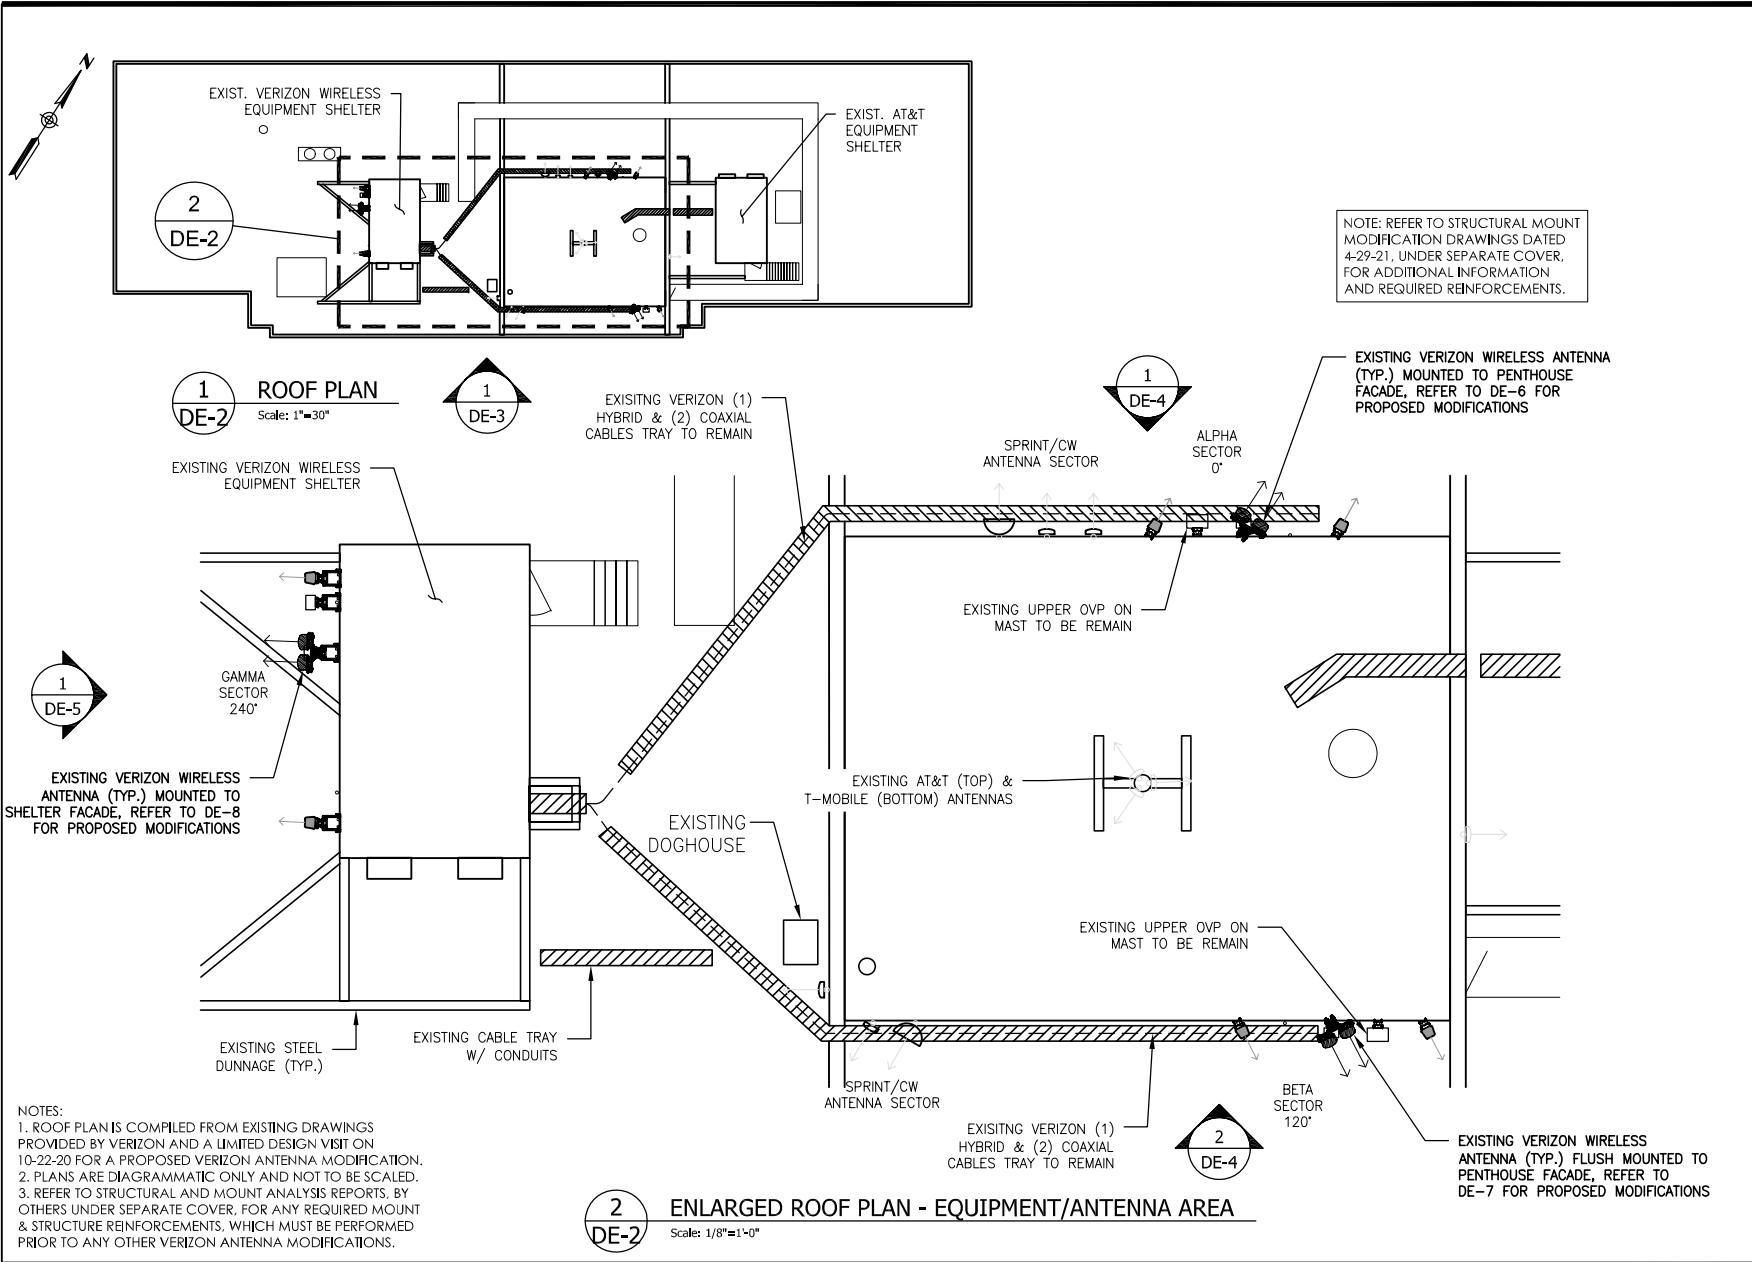 N
EXIST. VERIZON WIRELESS
EQUIPMENT SHELTER
EXIST. AT&T
EQUIPMENT
SHELTER
2
DE-2
NOTE: REFER TO STRUCTURAL MOUNT
MODIFICATION DRAWINGS DATED
4-29-21, UNDER SEPARATE COVER,
FOR ADDITIONAL INFORMATION
AND REQUIRED REINFORCEMENTS.
1
DE-2
ROOF PLAN
Scale: 1"=30"
1
DE-3
EXISITNG VERIZON (1)
HYBRID & (2) COAXIAL
CABLES TRAY TO REMAIN
1
DE-4
EXISTING VERIZON WIRELESS ANTENNA
(TYP.) MOUNTED TO PENTHOUSE
FACADE, REFER TO DE-6 FOR
PROPOSED MODIFICATIONS
SPRINT/CW
ANTENNA SECTOR
ALPHA
SECTOR
0°
EXISTING VERIZON WIRELESS
EQUIPMENT SHELTER
EXISTING UPPER OVP ON
MAST TO BE REMAIN
GAMMA
SECTOR
240°
1
DE-5
EXISTING VERIZON WIRELESS
ANTENNA (TYP.) MOUNTED TO
SHELTER FACADE, REFER TO DE-8
FOR PROPOSED MODIFICATIONS
EXISTING AT&T (TOP) &
T-MOBILE (BOTTOM) ANTENNAS
EXISTING
DOGHOUSE
EXISTING UPPER OVP ON
MAST TO BE REMAIN
EXISTING STEEL
DUNNAGE (TYP.)
EXISTING CABLE TRAY
W/ CONDUITS
SPRINT/CW
ANTENNA SECTOR
BETA
SECTOR
120°
EXISITNG VERIZON (1)
HYBRID & (2) COAXIAL
CABLES TRAY TO REMAIN
2
DE-4
EXISTING VERIZON WIRELESS
ANTENNA (TYP.) FLUSH MOUNTED TO
PENTHOUSE FACADE, REFER TO
DE-7 FOR PROPOSED MODIFICATIONS
NOTES:
1. ROOF PLAN IS COMPILED FROM EXISTING DRAWINGS
PROVIDED BY VERIZON AND A LIMITED DESIGN VISIT ON
10-22-20 FOR A PROPOSED VERIZON ANTENNA MODIFICATION.
2. PLANS ARE DIAGRAMMATIC ONLY AND NOT TO BE SCALED.
3. REFER TO STRUCTURAL AND MOUNT ANALYSIS REPORTS, BY
OTHERS UNDER SEPARATE COVER, FOR ANY REQUIRED MOUNT
& STRUCTURE REINFORCEMENTS, WHICH MUST BE PERFORMED
PRIOR TO ANY OTHER VERIZON ANTENNA MODIFICATIONS.
2
DE-2
ENLARGED ROOF PLAN - EQUIPMENT/ANTENNA AREA
Scale: 1/8"=1'-0"